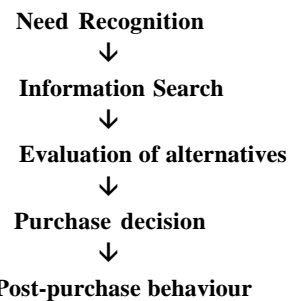 Need Recognition
↓
Information Search
↓
Evaluation of alternatives
↓
Purchase decision
↓
Post-purchase behaviour